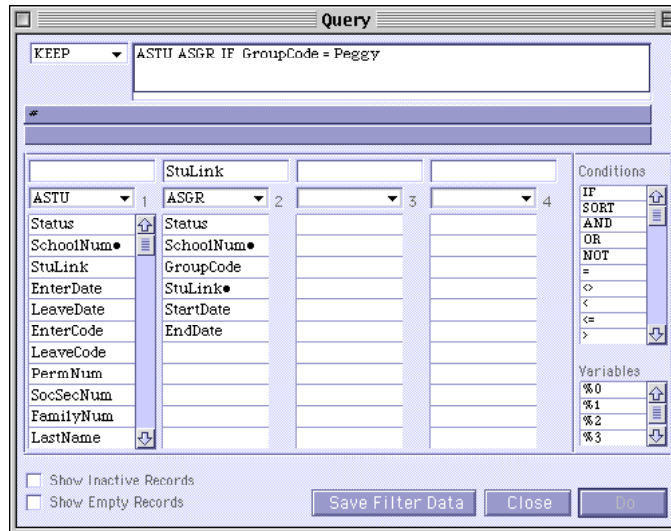 Query
KEEP
ASTU ASGR IF GroupCode = Peggy
#
StuLink
ASTU 1 ASGR 2 3 4
Status
SchoolNum•
StuLink
EnterDate
LeaveDate
EnterCode
LeaveCode
PermNum
SocSecNum
FamilyNum
LastName
Status
SchoolNum•
GroupCode
StuLink•
StartDate
EndDate
Conditions
IF
SORT
AND
OR
NOT
=
<>
<
<=
>
Variables
%0
%1
%2
%3
Show Inactive Records
Show Empty Records
Save Filter Data Close Do